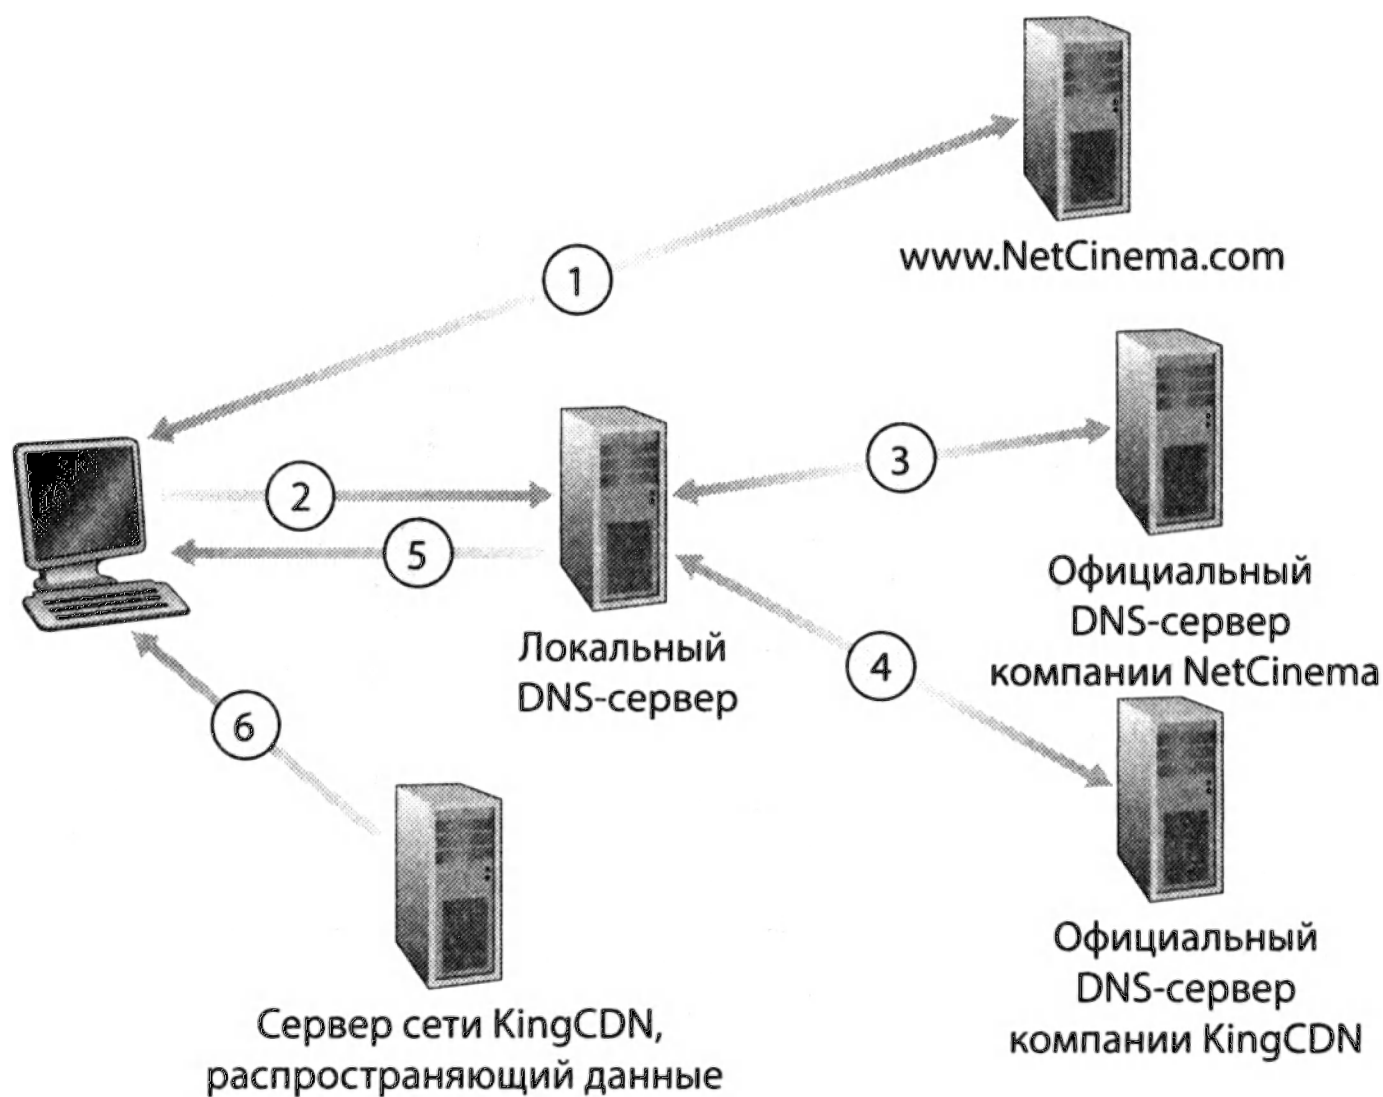 www.NetCinema.com
1
3
2
5
Официальный
DNS-сервер
компании NetCinema
Локальный
DNS-сервер
4
6
Официальный
DNS-сервер
компании KingCDN
Сервер сети KingCDN,
распространяющий данные